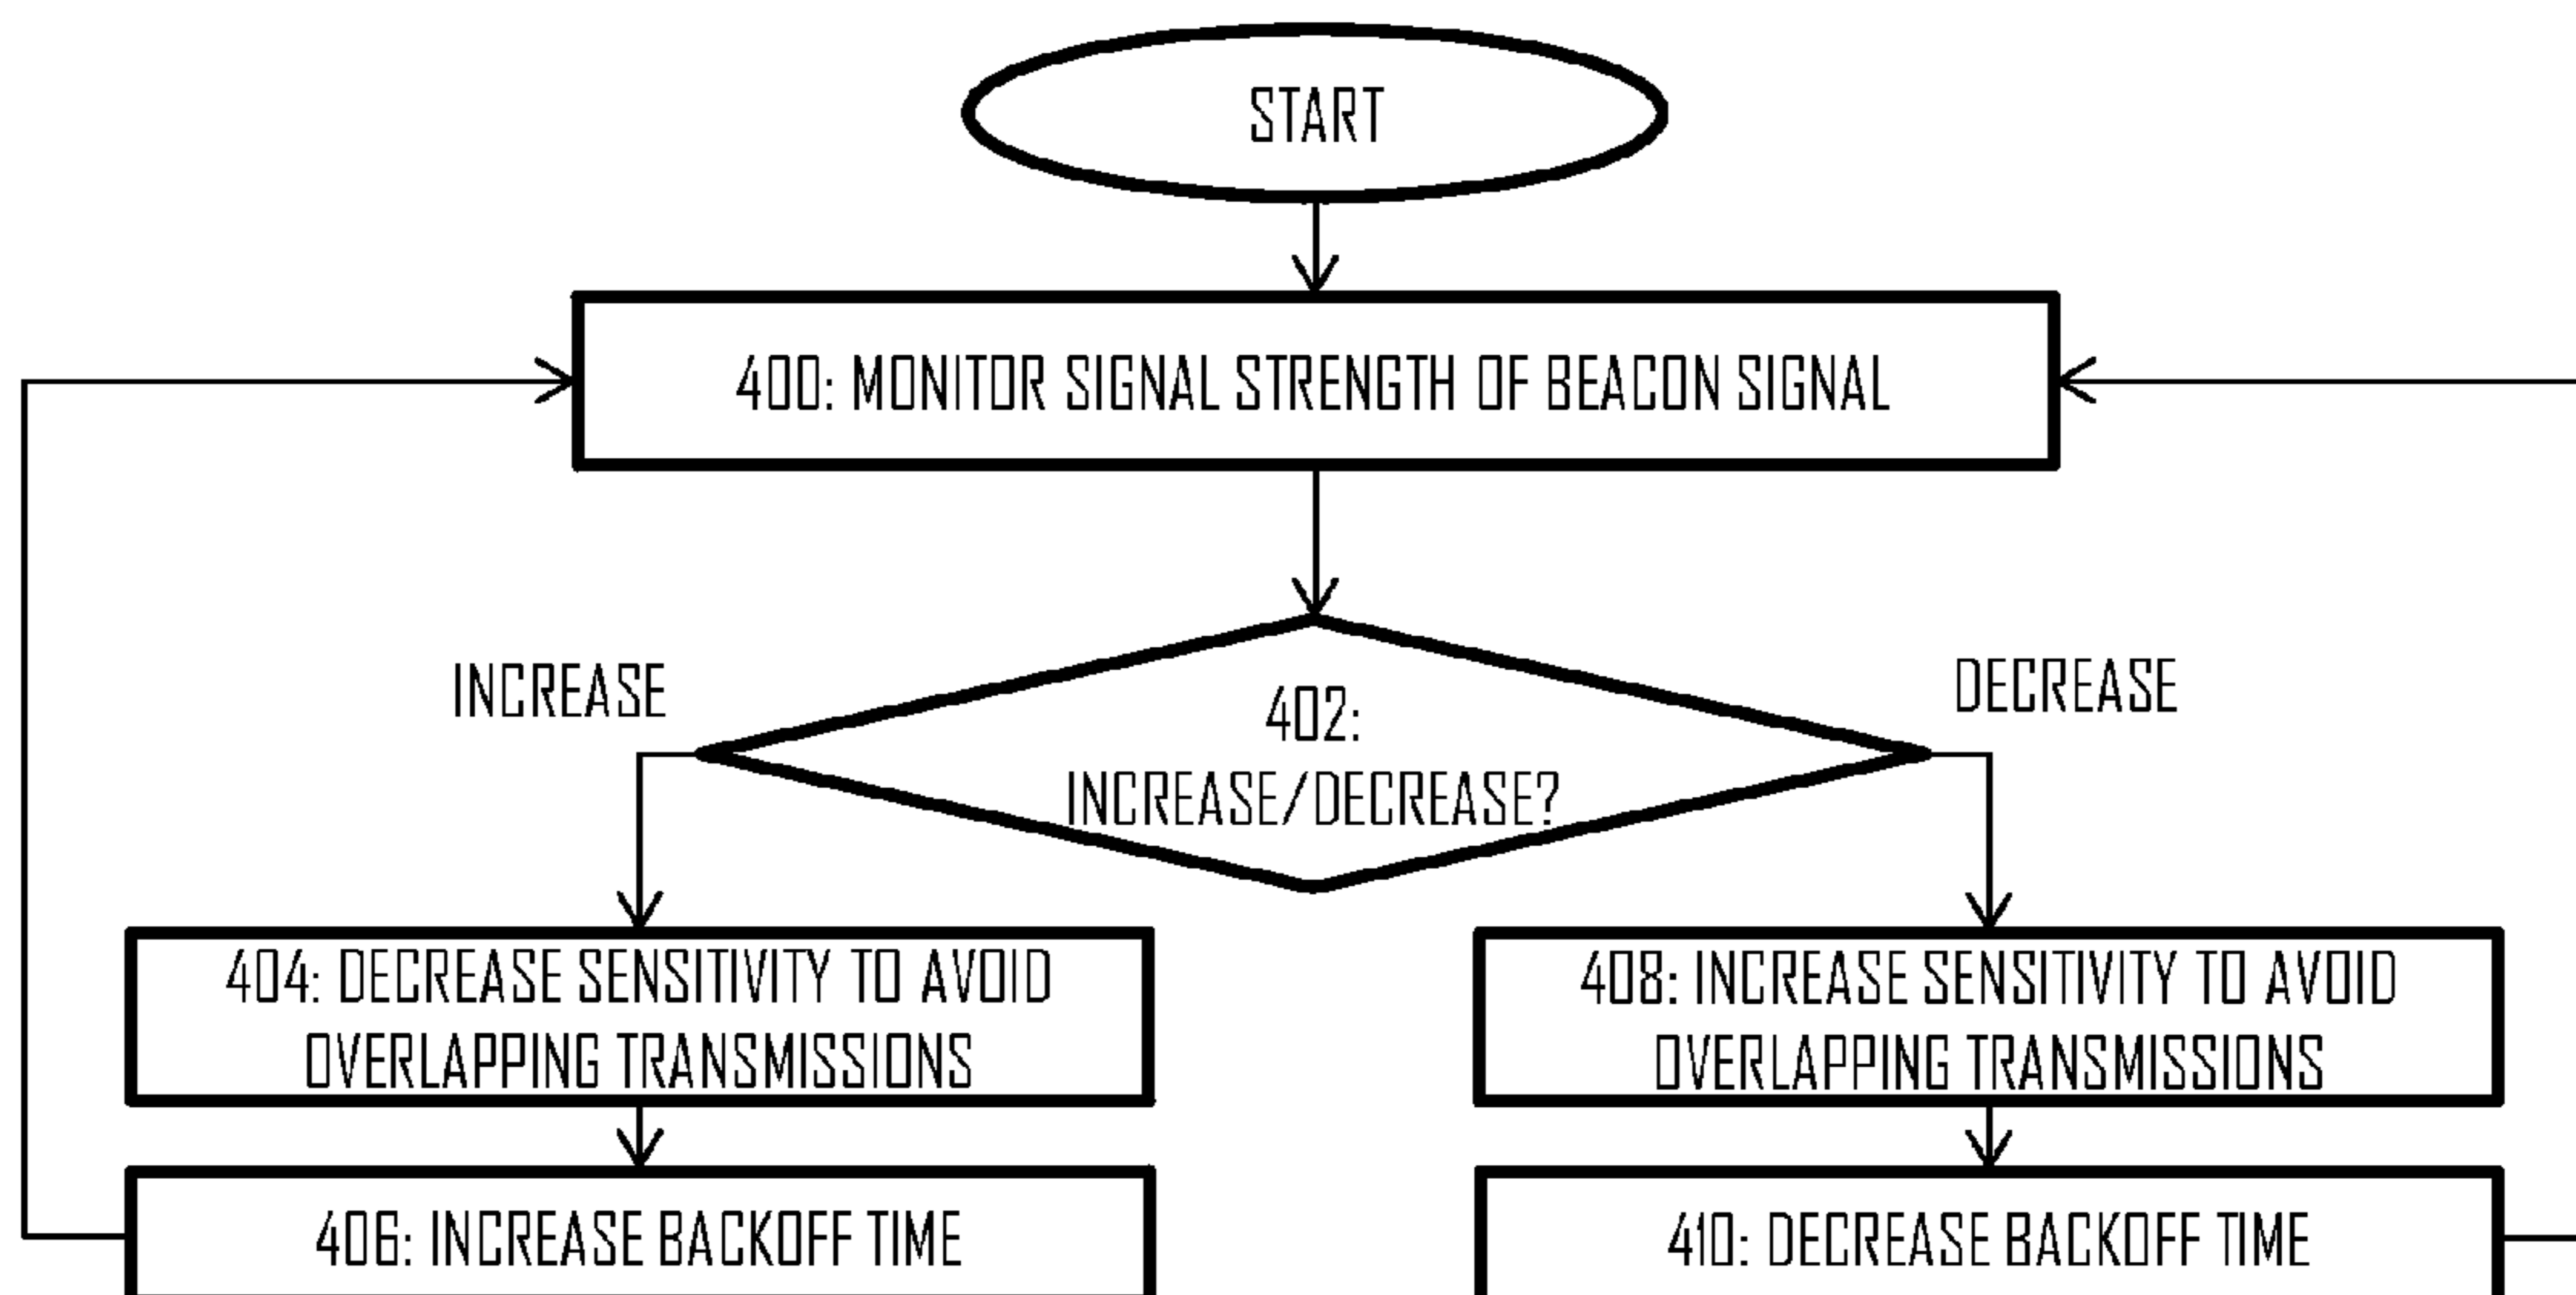 START
400: MONITOR SIGNAL STRENGTH OF BEACON SIGNAL
INCREASE
DECREASE
402:
INCREASE/DECREASE?
404: DECREASE SENSITIVITY TO AVOID
OVERLAPPING TRANSMISSIONS
408: INCREASE SENSITIVITY TO AVOID
OVERLAPPING TRANSMISSIONS
406: INCREASE BACKOFF TIME
410: DECREASE BACKOFF TIME